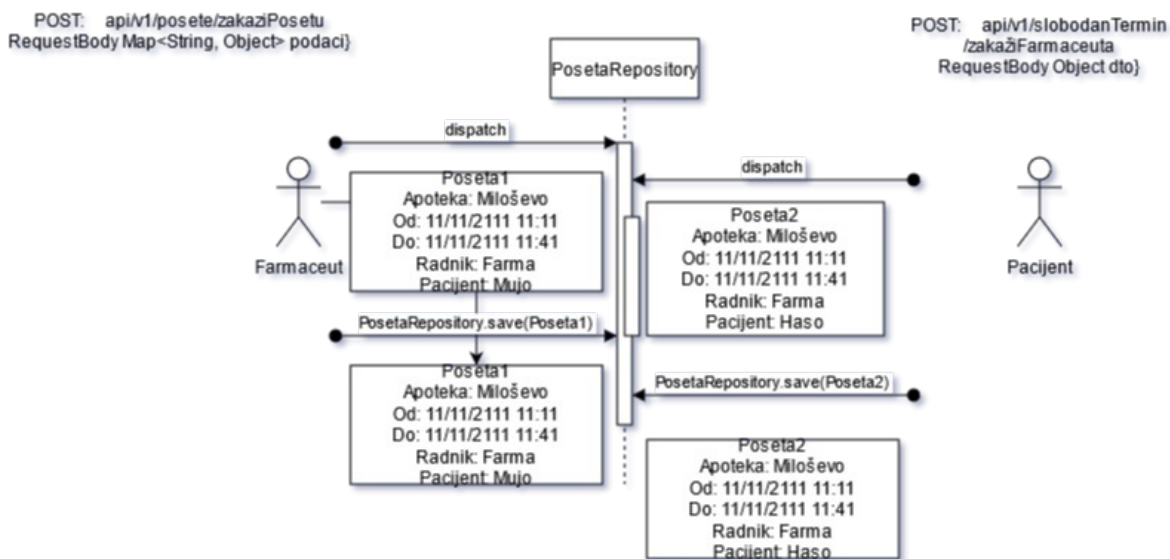 POST: api/v1/posete/zakaziPosetu
RequestBody Map<String, Object> podaci}
POST: api/v1/slobodanTermin
/zakažiFarmaceuta
RequestBody Object dto}
PosetaRepository
dispatch
dispatch
Poseta1
Apoteka: Miloševo
Od: 11/11/2111 11:11
Do: 11/11/2111 11:41
Radnik: Farma
Pacijent: Mujo
Farmaceut
Poseta2
Apoteka: Miloševo
Od: 11/11/2111 11:11
Do: 11/11/2111 11:41
Radnik: Farma
Pacijent: Haso
Pacijent
PosetaRepository.save(Poseta1)
Poseta1
Apoteka: Miloševo
Od: 11/11/2111 11:11
Do: 11/11/2111 11:41
Radnik: Farma
Pacijent: Mujo
PosetaRepository.save(Poseta2)
Poseta2
Apoteka: Miloševo
Od: 11/11/2111 11:11
Do: 11/11/2111 11:41
Radnik: Farma
Pacijent: Haso